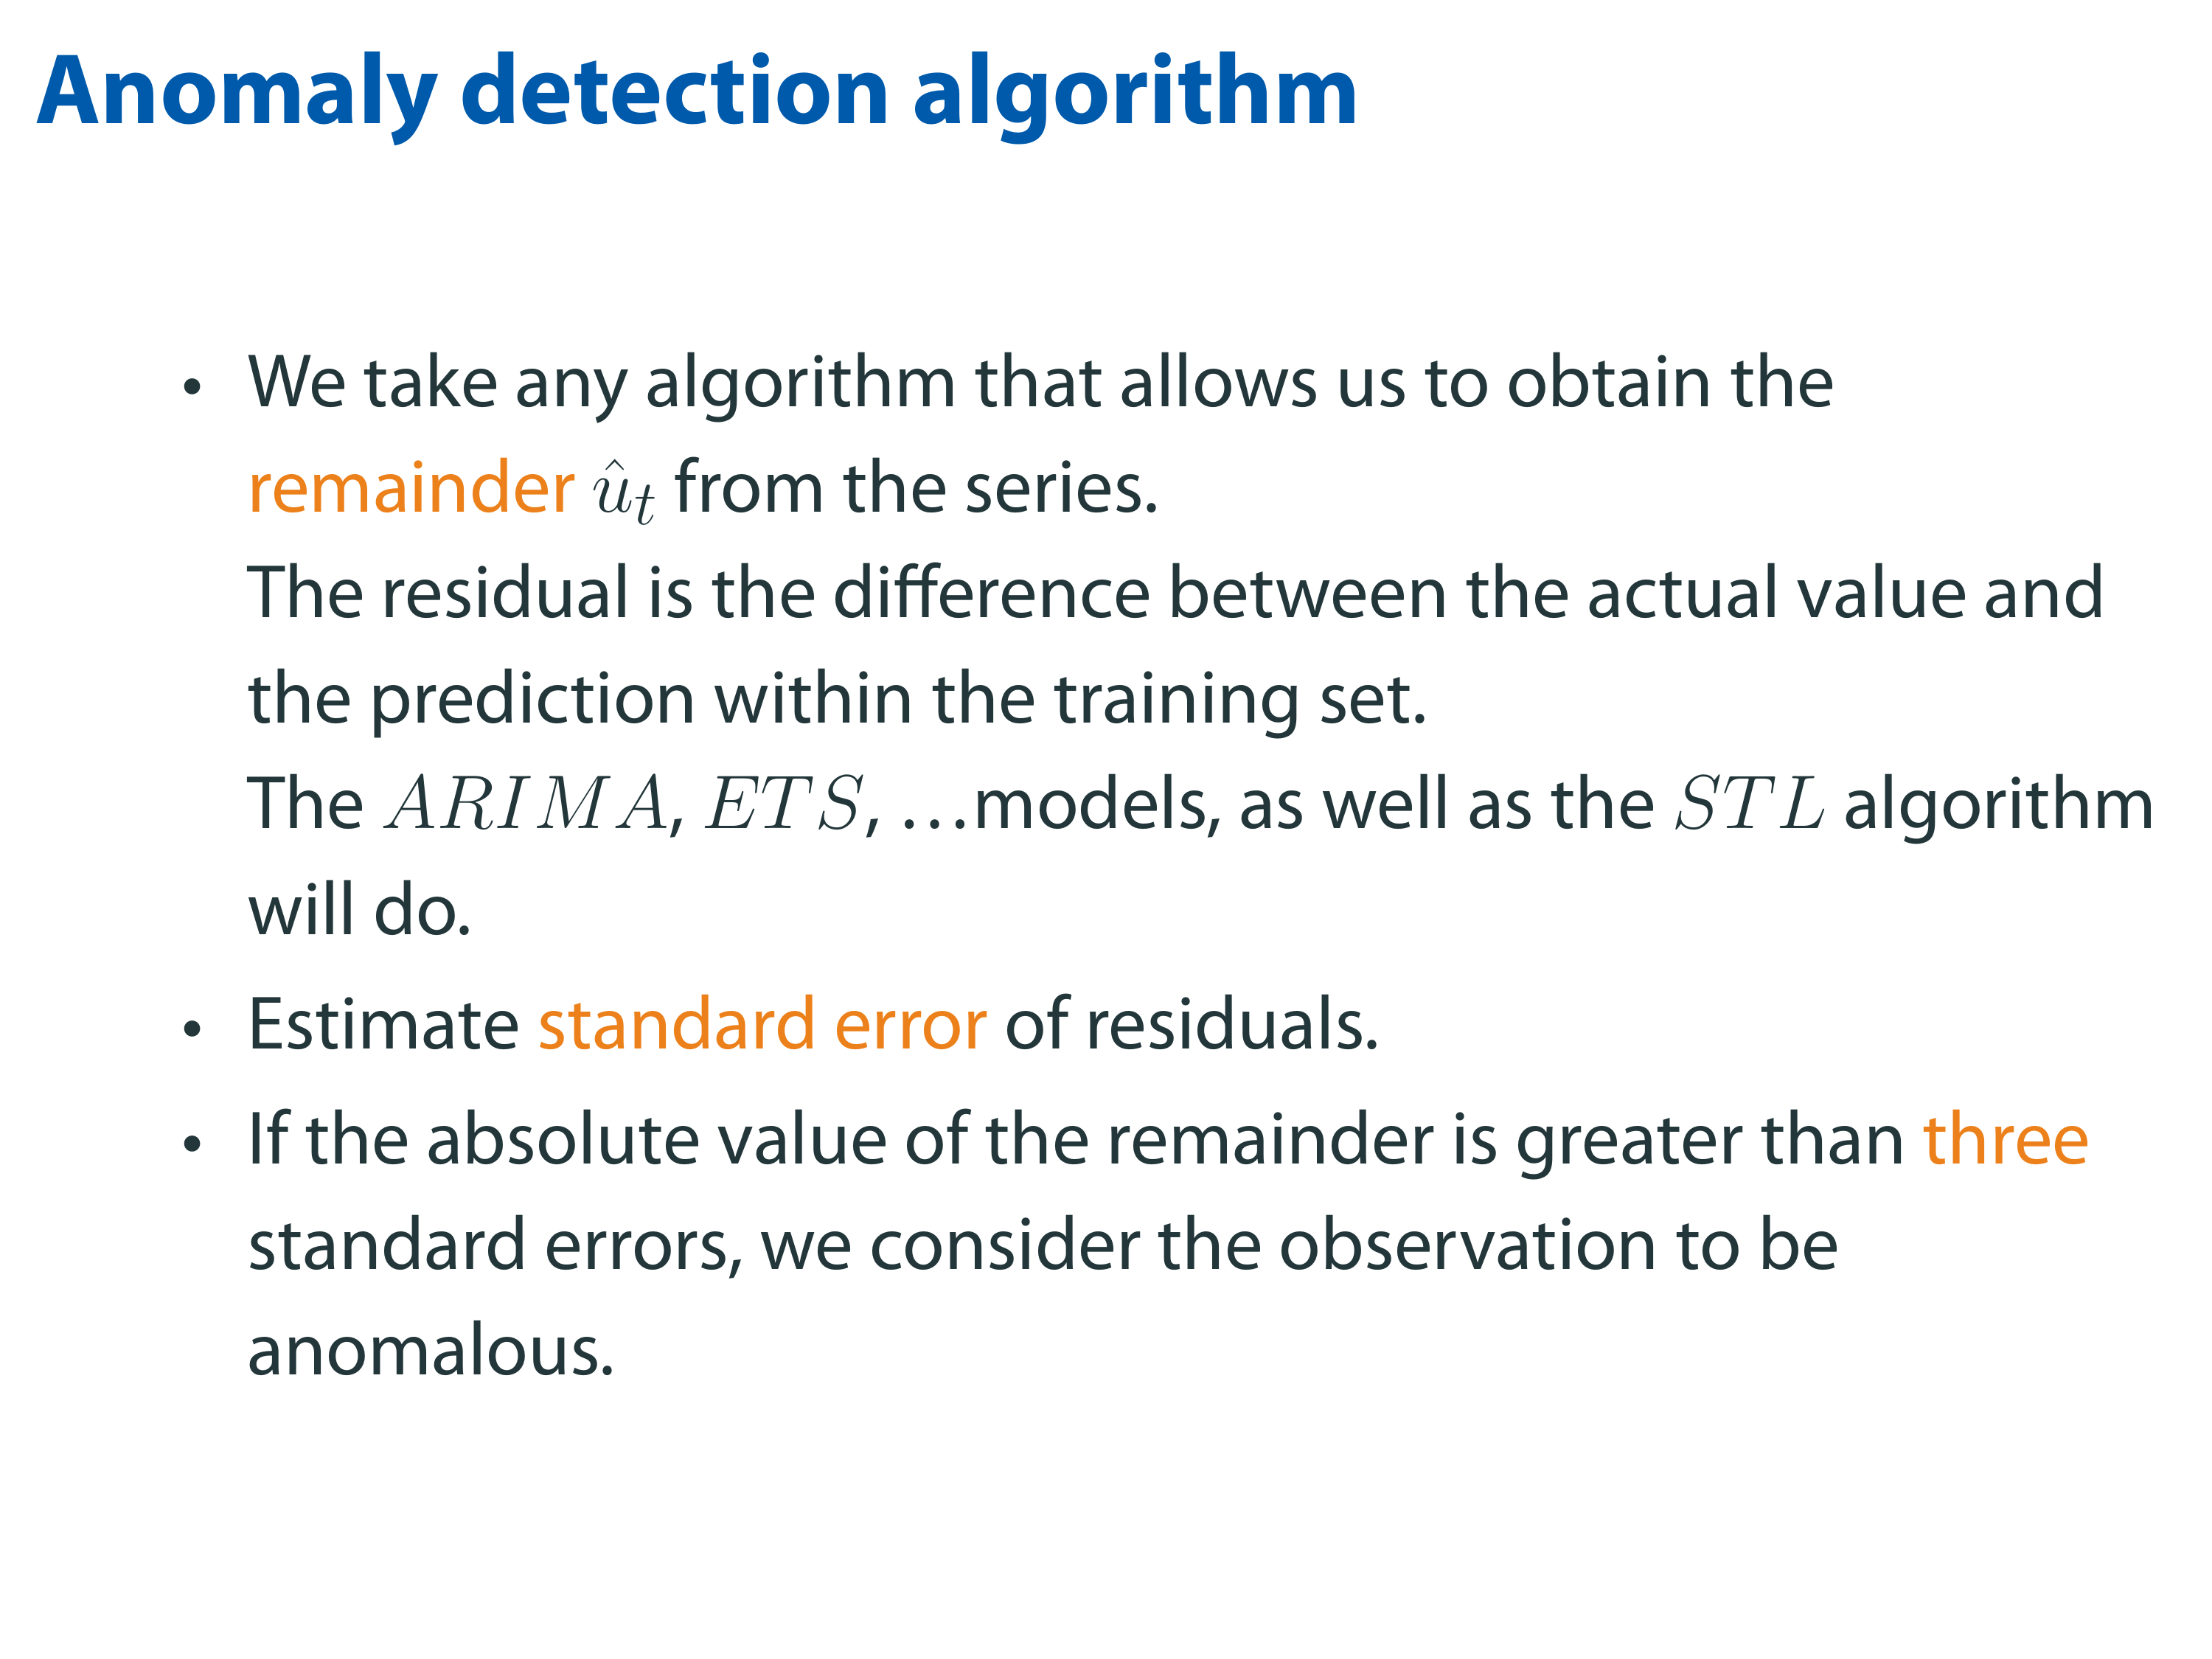 Anomaly detection algorithm
• We take any algorithm that allows us to obtain the
remainder û_t from the series.
The residual is the difference between the actual value and
the prediction within the training set.
The ARIMA, ETS, …models, as well as the STL algorithm
will do.
• Estimate standard error of residuals.
• If the absolute value of the remainder is greater than three
standard errors, we consider the observation to be
anomalous.